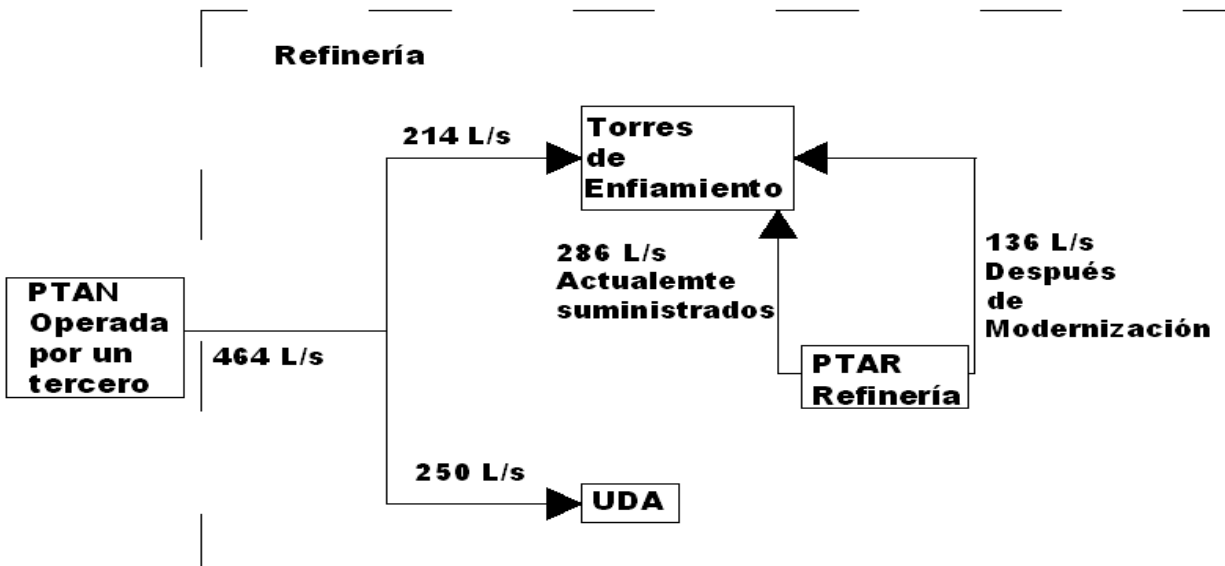 Refinería
214 L/s
Torres
de
Enfiamiento
286 L/s
Actualemte
suministrados
136 L/s
Después
de
Modernización
PTAN
Operada
por un
tercero
464 L/s
PTAR
Refinería
250 L/s
UDA